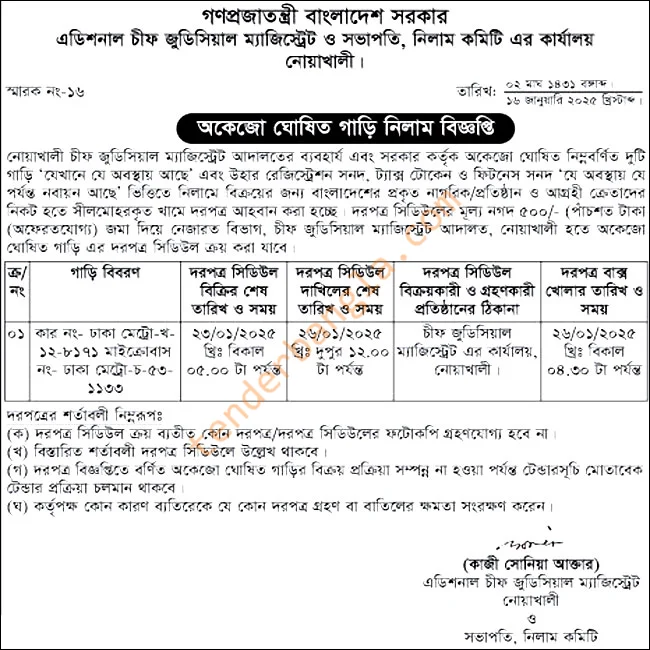 গণপ্রজাতন্ত্রী বাংলাদেশ সরকার
এডিশনাল চীফ জুডিসিয়াল ম্যাজিস্ট্রেট ও সভাপতি, নিলাম কমিটি এর কার্যালয়
নোয়াখালী।
স্মারক নং-১৬
তারিখ: ০২ মাঘ ১৪৩১ বঙ্গাব্দ।
১৬ জানুয়ারি ২০২৫ খ্রিস্টাব্দ।
অকেজো ঘোষিত গাড়ি নিলাম বিজ্ঞপ্তি
নোয়াখালী চীফ জুডিসিয়াল ম্যাজিস্ট্রেট আদালতের ব্যবহার্য এবং সরকার কর্তৃক অকেজো ঘোষিত নিম্নবর্ণিত দুটি
গাড়ি ‘যেখানে যে অবস্থায় আছে’ এবং উহার রেজিস্ট্রেশন সনদ, ট্যাক্স টোকেন ও ফিটনেস সনদ ‘যে অবস্থায় যে
পর্যন্ত নবায়ন আছে’ ভিত্তিতে নিলামে বিক্রয়ের জন্য বাংলাদেশের প্রকৃত নাগরিক/প্রতিষ্ঠান ও আগ্রহী ক্রেতাদের
নিকট হতে সীলমোহরকৃত খামে দরপত্র আহবান করা হচ্ছে। দরপত্র সিডিউলের মূল্য নগদ ৫০০/- (পাঁচশত টাকা
(অফেরতযোগ্য) জমা দিয়ে নেজারত বিভাগ, চীফ জুডিসিয়াল ম্যাজিস্ট্রেট আদালত, নোয়াখালী হতে অকেজো
ঘোষিত গাড়ি এর দরপত্র সিডিউল ক্রয় করা যাবে।
ক্র/
নং
গাড়ি বিবরণ
দরপত্র সিডিউল
বিক্রির শেষ
তারিখ ও সময়
দরপত্র সিডিউল
দাখিলের শেষ
তারিখ ও সময়
দরপত্র সিডিউল
বিক্রয়কারী ও গ্রহণকারী
প্রতিষ্ঠানের ঠিকানা
দরপত্র বাক্স
খোলার তারিখ ও
সময়
০১
কার নং- ঢাকা মেট্রো-খ-
১২-৮১৭১ মাইক্রোবাস
নং- ঢাকা মেট্রো-চ-৫৩-
১১৩৩
২৩/০১/২০২৫
খ্রিঃ বিকাল
০৫.০০ টা পর্যন্ত
২৬/০১/২০২৫
খ্রিঃ দুপুর ১২.০০
টা পর্যন্ত
চীফ জুডিসিয়াল
ম্যাজিস্ট্রেট এর কার্যালয়,
নোয়াখালী।
২৬/০১/২০২৫
খ্রিঃ বিকাল
০৪.৩০ টা পর্যন্ত
দরপত্রের শর্তাবলী নিম্নরূপঃ
(ক) দরপত্র সিডিউল ক্রয় ব্যতীত কোন দরপত্র/দরপত্র সিডিউলের ফটোকপি গ্রহণযোগ্য হবে না।
(খ) বিস্তারিত শর্তাবলী দরপত্র সিডিউলে উল্লেখ থাকবে।
(গ) দরপত্র বিজ্ঞপ্তিতে বর্ণিত অকেজো ঘোষিত গাড়ির বিক্রয় প্রক্রিয়া সম্পন্ন না হওয়া পর্যন্ত টেন্ডারসূচি মোতাবেক
টেন্ডার প্রক্রিয়া চলমান থাকবে।
(ঘ) কর্তৃপক্ষ কোন কারণ ব্যতিরেকে যে কোন দরপত্র গ্রহণ বা বাতিলের ক্ষমতা সংরক্ষণ করেন।
(কাজী সোনিয়া আক্তার)
এডিশনাল চীফ জুডিসিয়াল ম্যাজিস্ট্রেট
নোয়াখালী
ও
সভাপতি, নিলাম কমিটি
tenderbangla.com